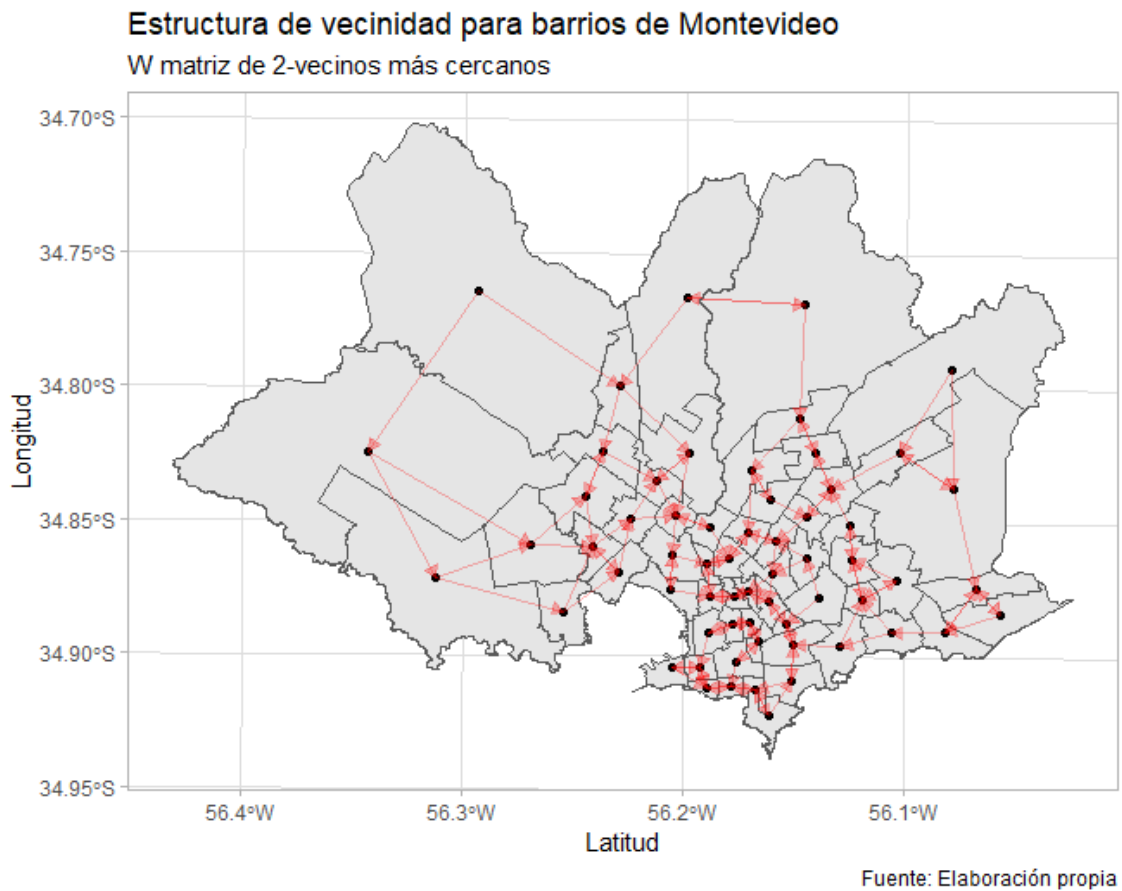 Estructura de vecinidad para barrios de Montevideo
W matriz de 2-vecinos más cercanos
34.70°S
34.75°S
34.80°S
34.85°S
34.90°S
34.95°S
Longitud
56.4°W
56.3°W
56.2°W
56.1°W
Latitud
Fuente: Elaboración propia